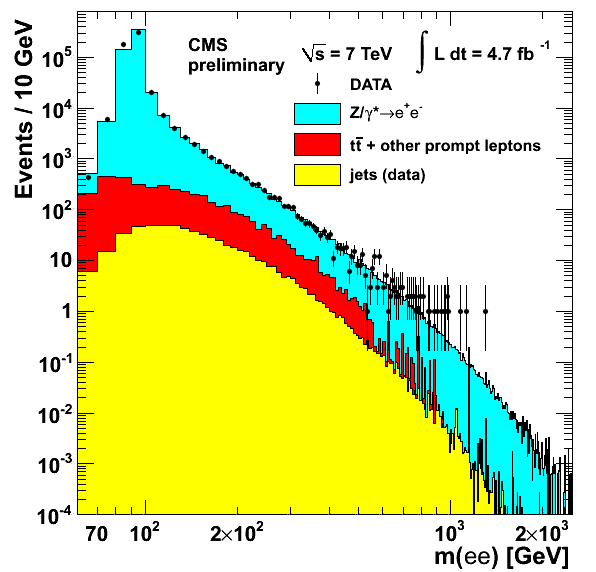 CMS
preliminary
√s = 7 TeV ∫ L dt = 4.7 fb⁻¹
DATA
Z/γ*→e⁺e⁻
tt̄ + other prompt leptons
jets (data)
Events / 10 GeV
10⁵
10⁴
10³
10²
10
1
10⁻¹
10⁻²
10⁻³
10⁻⁴
70 10² 2×10² 10³ 2×10³
m(ee) [GeV]